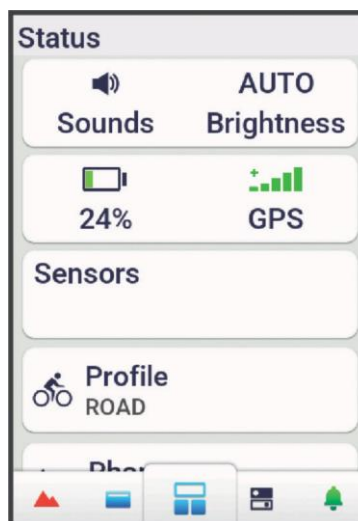 Status
AUTO
Sounds Brightness
24% GPS
Sensors
Profile
ROAD